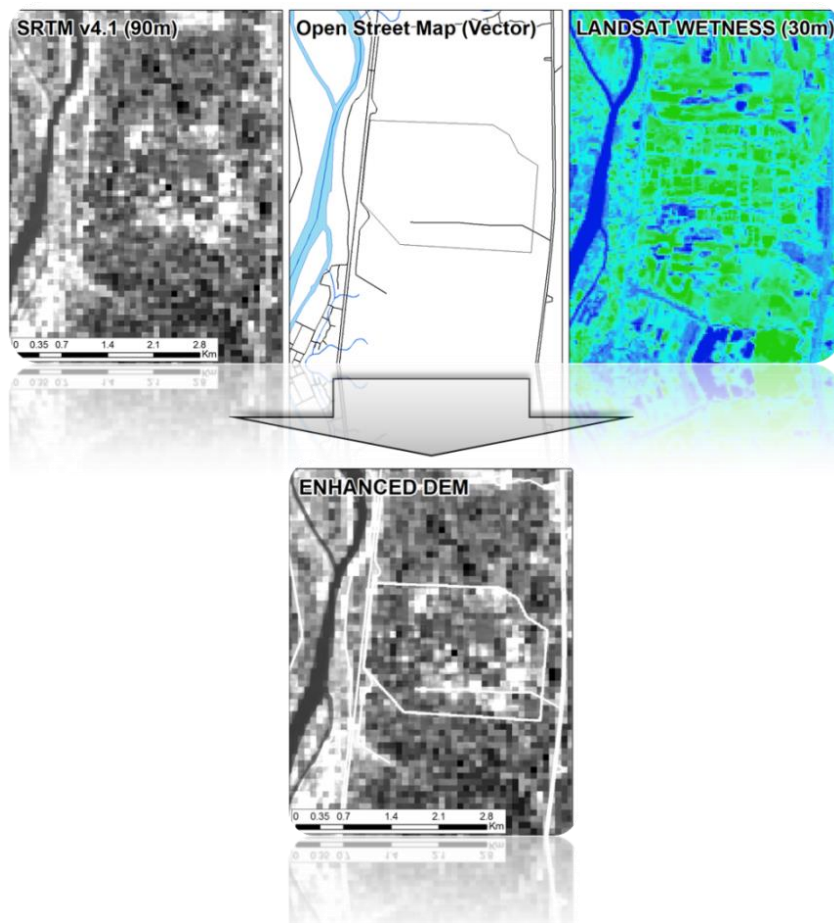 SRTM v4.1 (90m)
Open Street Map (Vector)
LANDSAT WETNESS (30m)
0 0.35 0.7 1.4 2.1 2.8
Km
ENHANCED DEM
0 0.35 0.7 1.4 2.1 2.8
Km